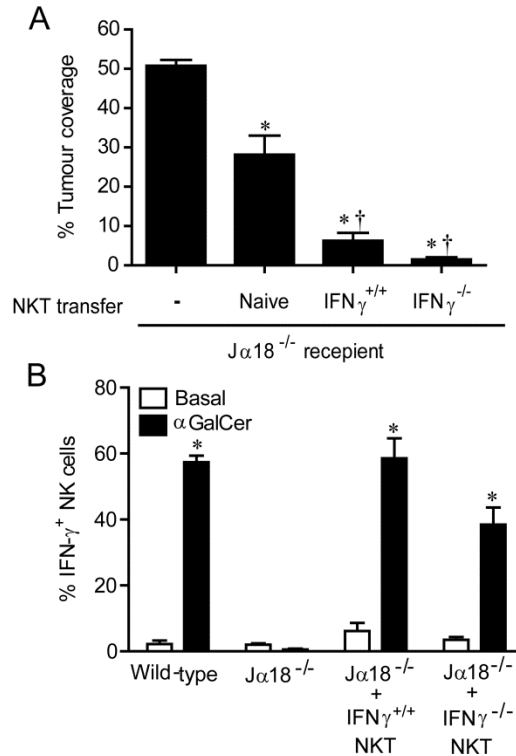 A
% Tumour coverage
60
50
40
30
20
10
0
NKT transfer - Naive IFNγ+/+ IFNγ-/-
* *† *†
Jα18 -/- recepient
B
Basal
αGalCer
% IFN-γ+ NK cells
80
60
40
20
0
* * *
Wild-type Jα18-/- Jα18-/- Jα18-/-
+ +
IFNγ+/+ IFNγ-/-
NKT NKT